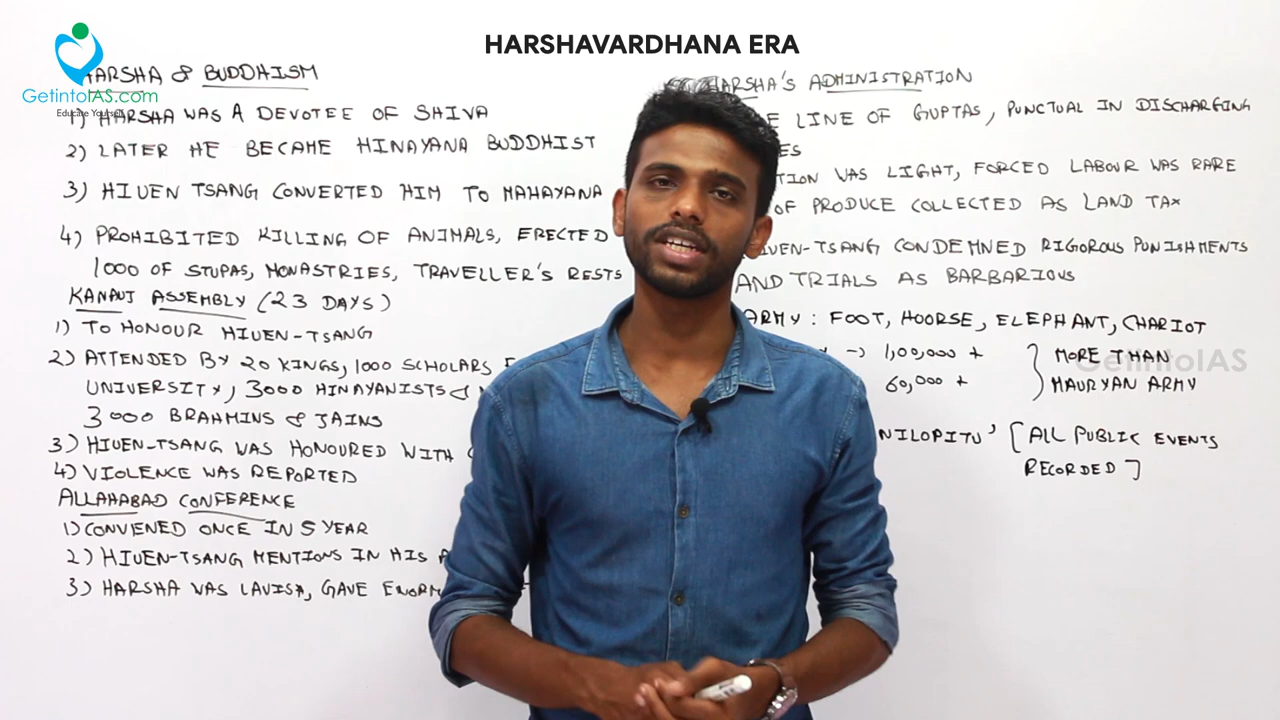 HARSHAVARDHANA ERA
GetintoIAS.com
Educate Yourself
HARSHA & BUDDHISM
1) HARSHA WAS A DEVOTEE OF SHIVA
2) LATER HE BECAME HINAYANA BUDDHIST
3) HIUEN TSANG CONVERTED HIM TO MAHAYANA
4) PROHIBITED KILLING OF ANIMALS, ERECTED
1000 OF STUPAS, MONASTRIES, TRAVELLER'S RESTS
KANAUJ ASSEMBLY (23 DAYS)
1) TO HONOUR HIUEN-TSANG
2) ATTENDED BY 20 KINGS, 1000 SCHOLARS
UNIVERSITY, 3000 HINAYANISTS &
3000 BRAHMINS & JAINS
3) HIUEN-TSANG WAS HONOURED WITH
4) VIOLENCE WAS REPORTED
ALLAHABAD CONFERENCE
1) CONVENED ONCE IN 5 YEAR
2) HIUEN-TSANG MENTIONS IN HIS
3) HARSHA WAS LAVISH, GAVE
HARSHA'S ADMINISTRATION
LINE OF GUPTAS, PUNCTUAL IN DISCHARGING
WAS LIGHT, FORCED LABOUR WAS RARE
OF PRODUCE COLLECTED AS LAND TAX
HIUEN-TSANG CONDEMNED RIGOROUS PUNISHMENTS
AND TRIALS AS BARBARIOUS
ARMY : FOOT, HOORSE, ELEPHANT, CHARIOT
-> 1,00,000 + } MORE THAN
60,000 + MAURYAN ARMY
GetintoIAS
NILOPITU' [ALL PUBLIC EVENTS
RECORDED]